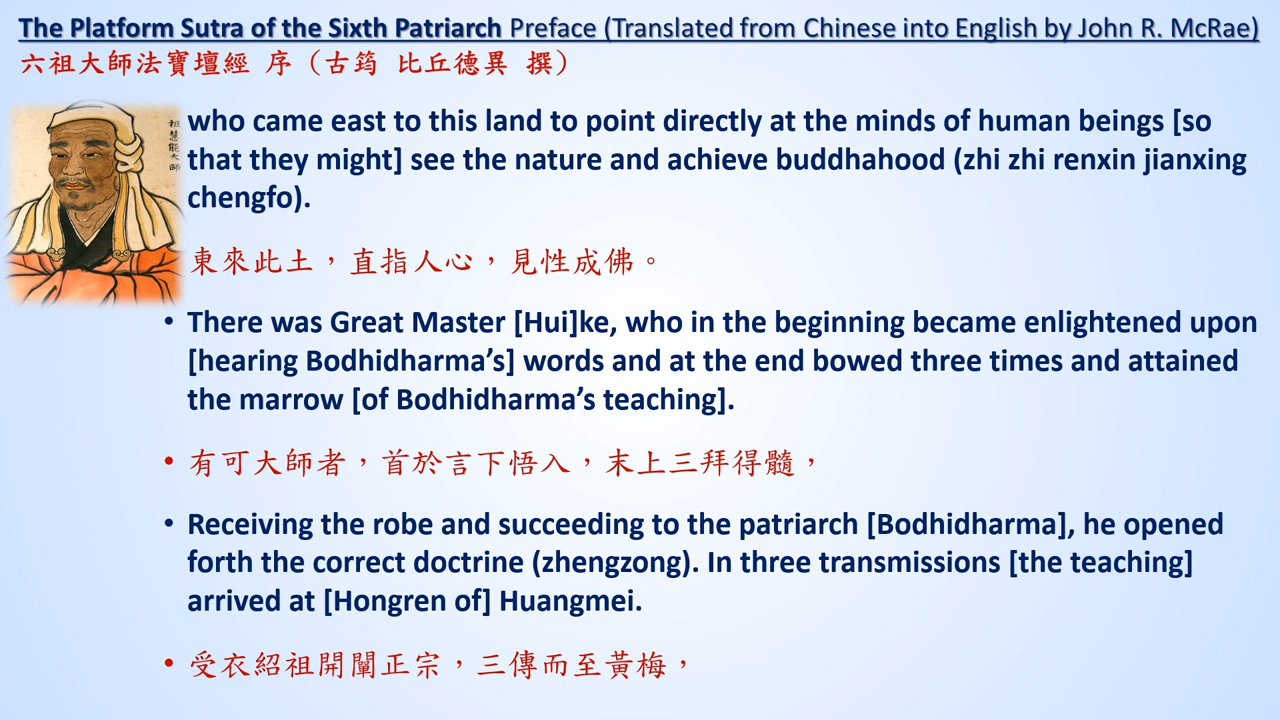 The Platform Sutra of the Sixth Patriarch Preface (Translated from Chinese into English by John R. McRae)
六祖大師法寶壇經 序 (古筠 比丘德異 撰)
祖慧能大師
who came east to this land to point directly at the minds of human beings [so
that they might] see the nature and achieve buddhahood (zhi zhi renxin jianxing
chengfo).
東來此土，直指人心，見性成佛。
• There was Great Master [Hui]ke, who in the beginning became enlightened upon
[hearing Bodhidharma’s] words and at the end bowed three times and attained
the marrow [of Bodhidharma’s teaching].
• 有可大師者，首於言下悟入，末上三拜得髓，
• Receiving the robe and succeeding to the patriarch [Bodhidharma], he opened
forth the correct doctrine (zhengzong). In three transmissions [the teaching]
arrived at [Hongren of] Huangmei.
• 受衣紹祖開闡正宗，三傳而至黃梅，